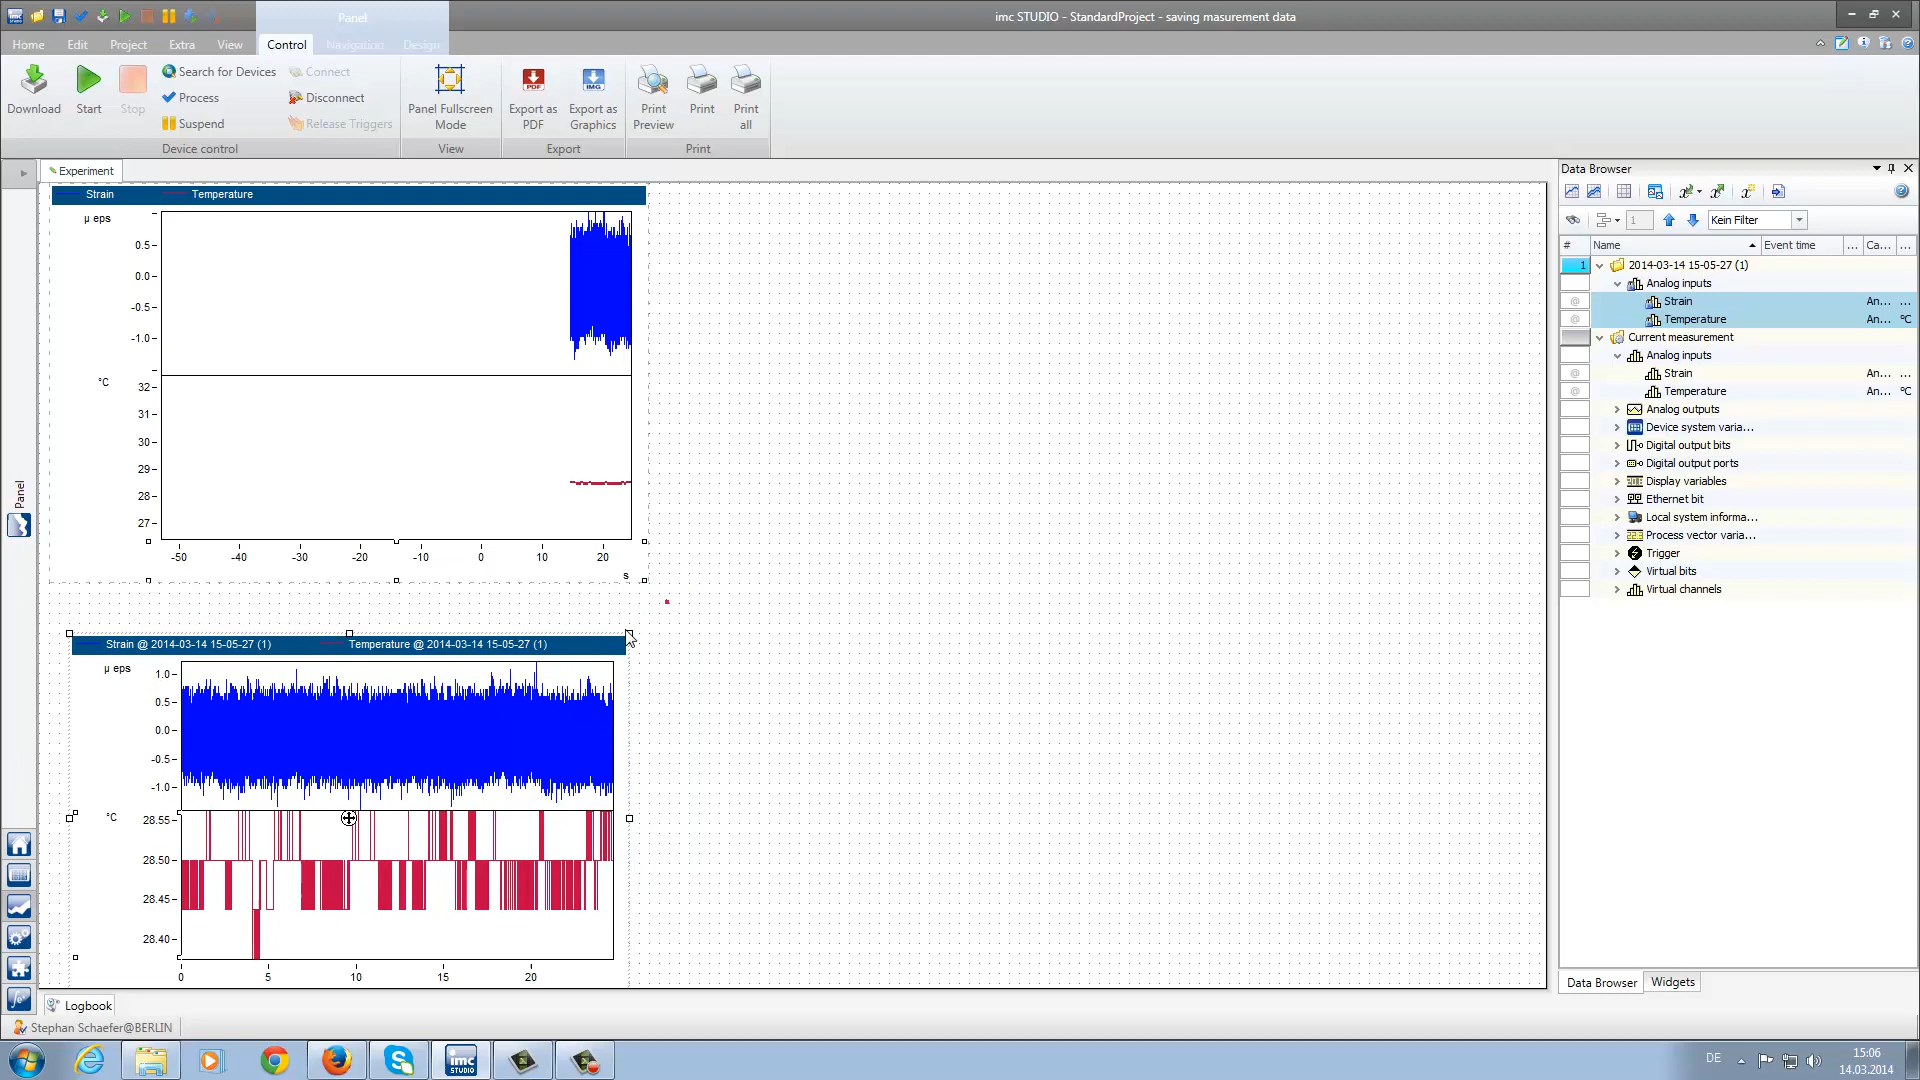 Panel
imc STUDIO - StandardProject - saving masurement data
Home Edit Project Extra View Control Navigation Design
Download Start Stop
Search for Devices
Process
Suspend
Connect
Disconnect
Release Triggers
Device control
Panel Fullscreen
Mode
View
Export as
PDF
Export as
Graphics
Export
Print
Preview
Print
Print
all
Print
Experiment
Strain Temperature
µ eps
0.5
0.0
-0.5
-1.0
°C
32
31
30
29
28
27
-50 -40 -30 -20 -10 0 10 20
s
Strain @ 2014-03-14 15-05-27 (1) Temperature @ 2014-03-14 15-05-27 (1)
µ eps
1.0
0.5
0.0
-0.5
-1.0
°C
28.55
28.50
28.45
28.40
0 5 10 15 20
Panel
Data Browser
1 Kein Filter
# Name Event time ... Ca... ...
1 2014-03-14 15-05-27 (1)
Analog inputs
@ Strain An... ...
@ Temperature An... °C
Current measurement
Analog inputs
@ Strain An... ...
@ Temperature An... °C
Analog outputs
Device system varia...
Digital output bits
Digital output ports
Display variables
Ethernet bit
Local system informa...
Process vector varia...
Trigger
Virtual bits
Virtual channels
Data Browser Widgets
Logbook
Stephan Schaefer@BERLIN
imc
STUDIO
DE
15:06
14.03.2014